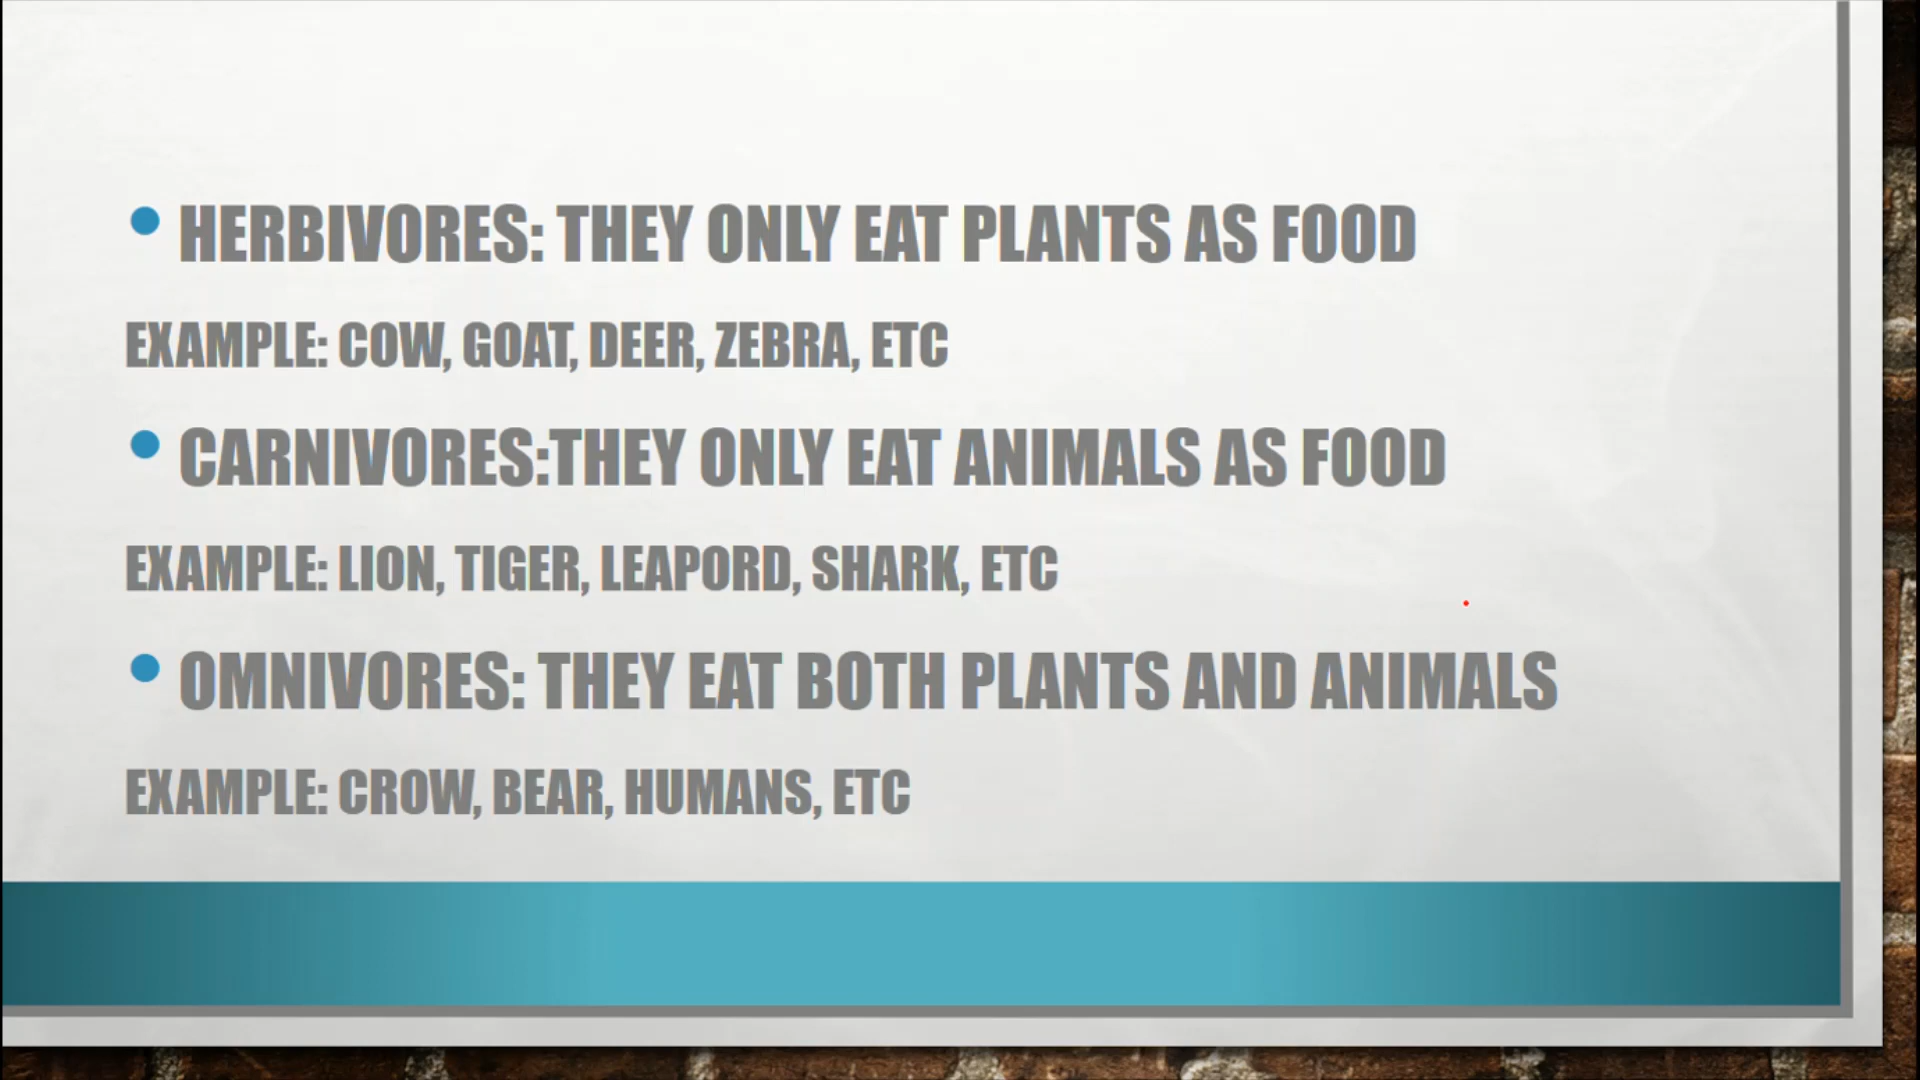 HERBIVORES: THEY ONLY EAT PLANTS AS FOOD
EXAMPLE: COW, GOAT, DEER, ZEBRA, ETC
CARNIVORES:THEY ONLY EAT ANIMALS AS FOOD
EXAMPLE: LION, TIGER, LEAPORD, SHARK, ETC
OMNIVORES: THEY EAT BOTH PLANTS AND ANIMALS
EXAMPLE: CROW, BEAR, HUMANS, ETC